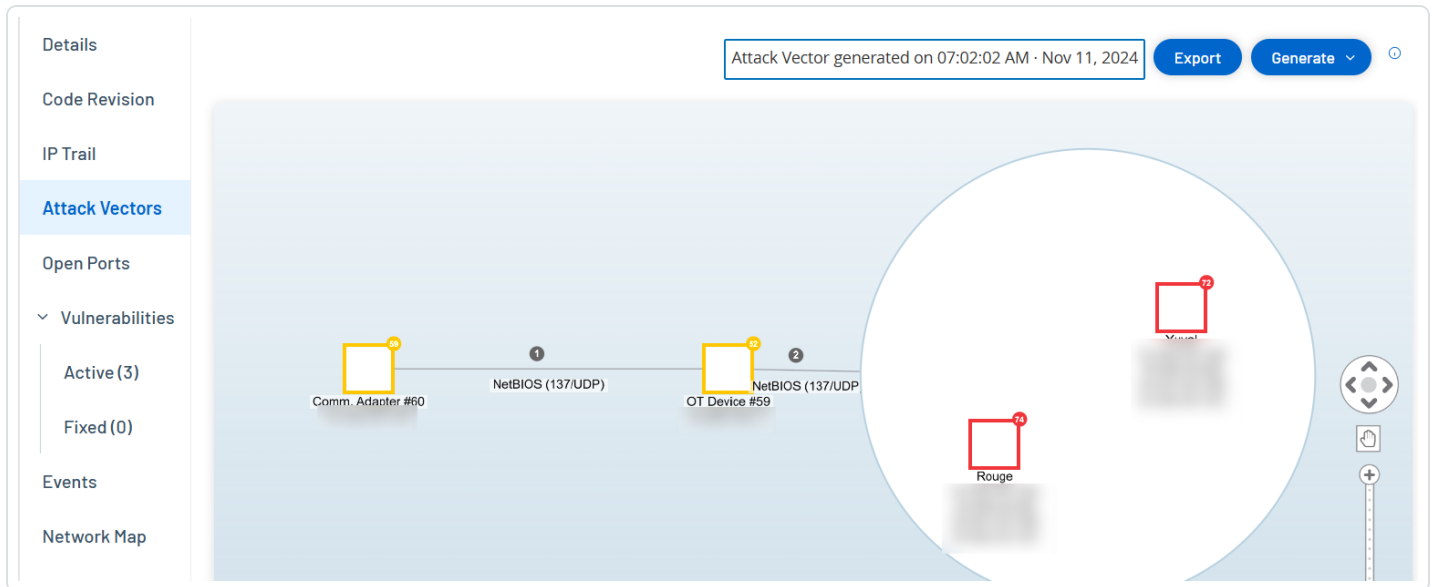 Details
Code Revision
IP Trail
Attack Vectors
Open Ports
Vulnerabilities
Active (3)
Fixed (0)
Events
Network Map
Attack Vector generated on 07:02:02 AM · Nov 11, 2024
Export
Generate
59
1
NetBIOS (137/UDP)
Comm. Adapter #60
52
2
NetBIOS (137/UDP
OT Device #59
72
74
Rouge